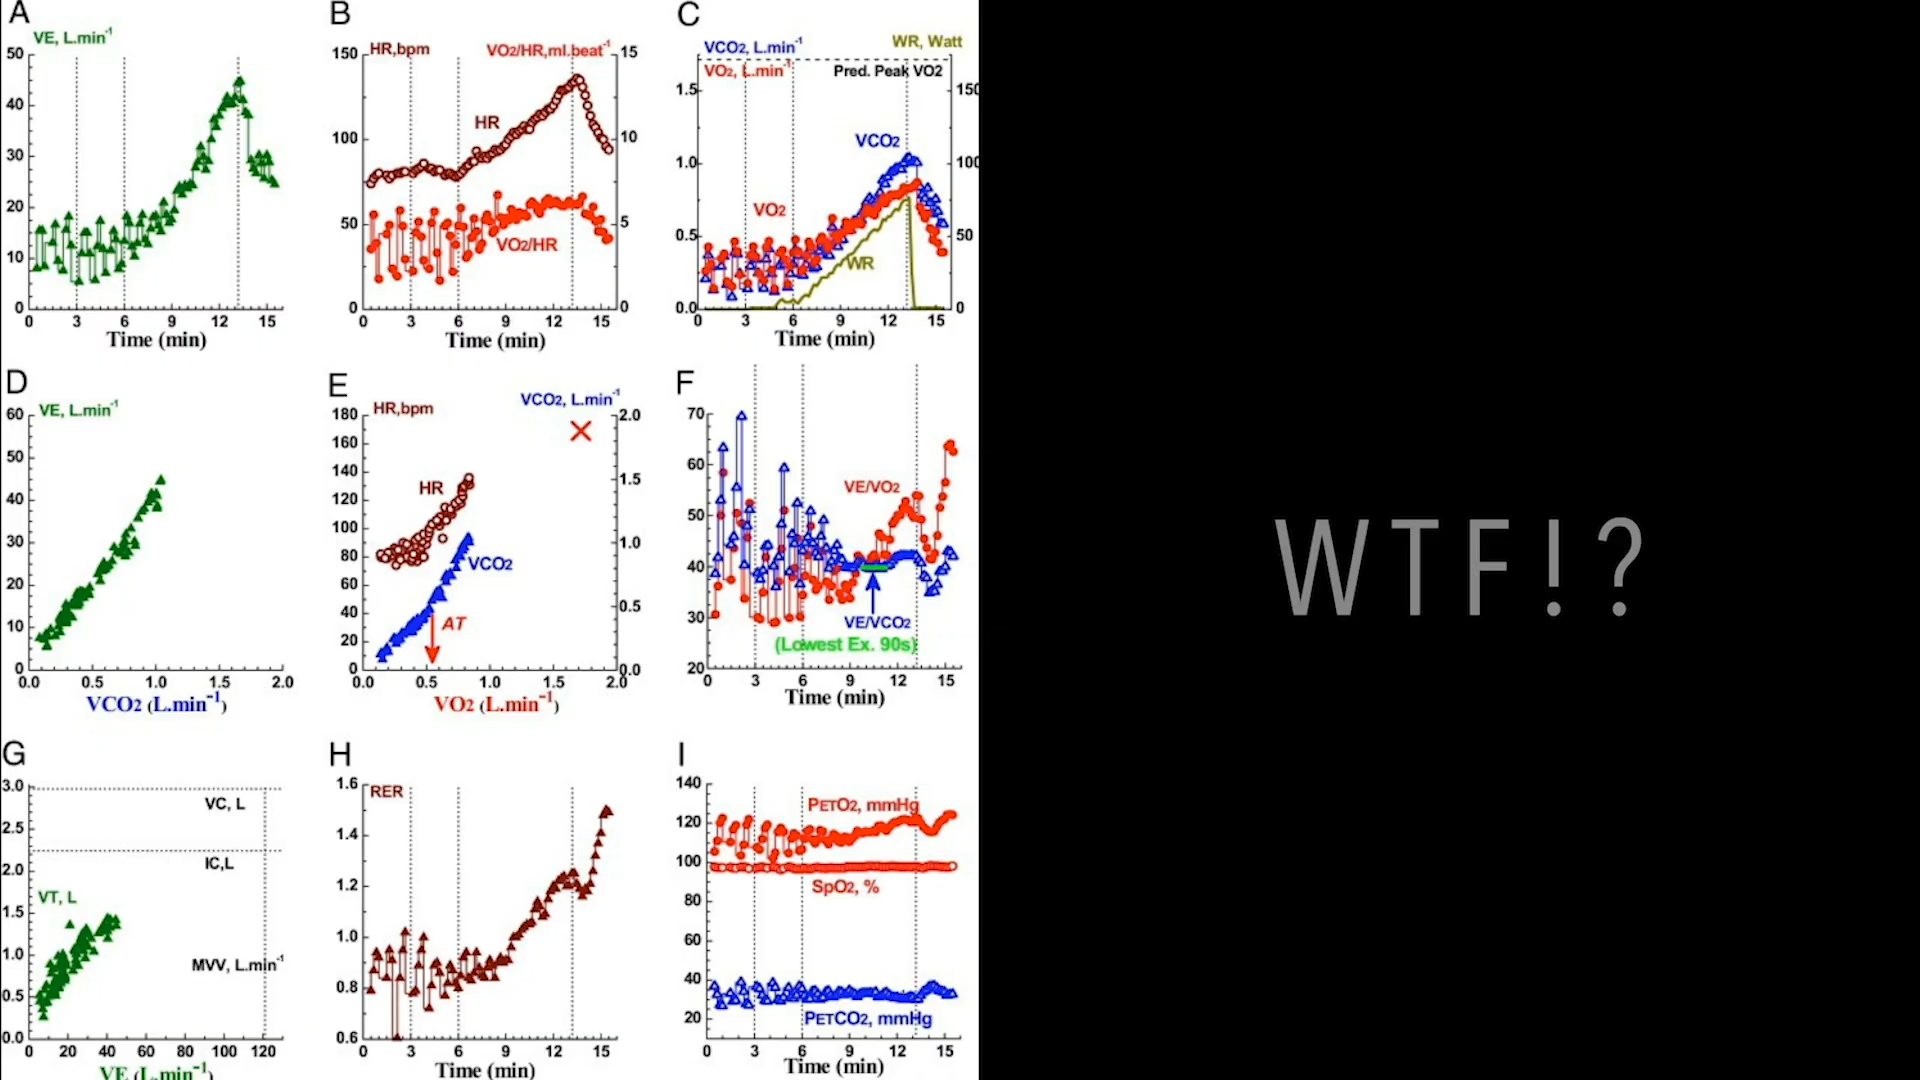 A
VE, L.min-1
50
40
30
20
10
0
0 3 6 9 12 15
Time (min)
B
HR,bpm
VO2/HR,ml.beat-1
150
100
50
0
15
10
5
0
HR
VO2/HR
0 3 6 9 12 15
Time (min)
C
VCO2, L.min-1
WR, Watt
VO2, L.min-1
Pred. Peak VO2
1.5
1.0
0.5
0.0
150
100
50
0
VCO2
VO2
WR
0 3 6 9 12 15
Time (min)
D
VE, L.min-1
60
50
40
30
20
10
0
0.0 0.5 1.0 1.5 2.0
VCO2 (L.min-1)
E
HR,bpm
VCO2, L.min-1
180
160
140
120
100
80
60
40
20
0
2.0
1.5
1.0
0.5
0.0
HR
VCO2
AT
0.0 0.5 1.0 1.5 2.0
VO2 (L.min-1)
F
70
60
50
40
30
20
VE/VO2
VE/VCO2
(Lowest Ex. 90s)
0 3 6 9 12 15
Time (min)
WTF!?
G
3.0
2.5
2.0
1.5
1.0
0.5
0.0
VC, L
IC,L
VT, L
MVV, L.min-1
0 20 40 60 80 100 120
VE (L.min-1)
H
RER
1.6
1.4
1.2
1.0
0.8
0.6
0 3 6 9 12 15
Time (min)
I
140
120
100
80
60
40
20
PETO2, mmHg
SpO2, %
PETCO2, mmHg
0 3 6 9 12 15
Time (min)